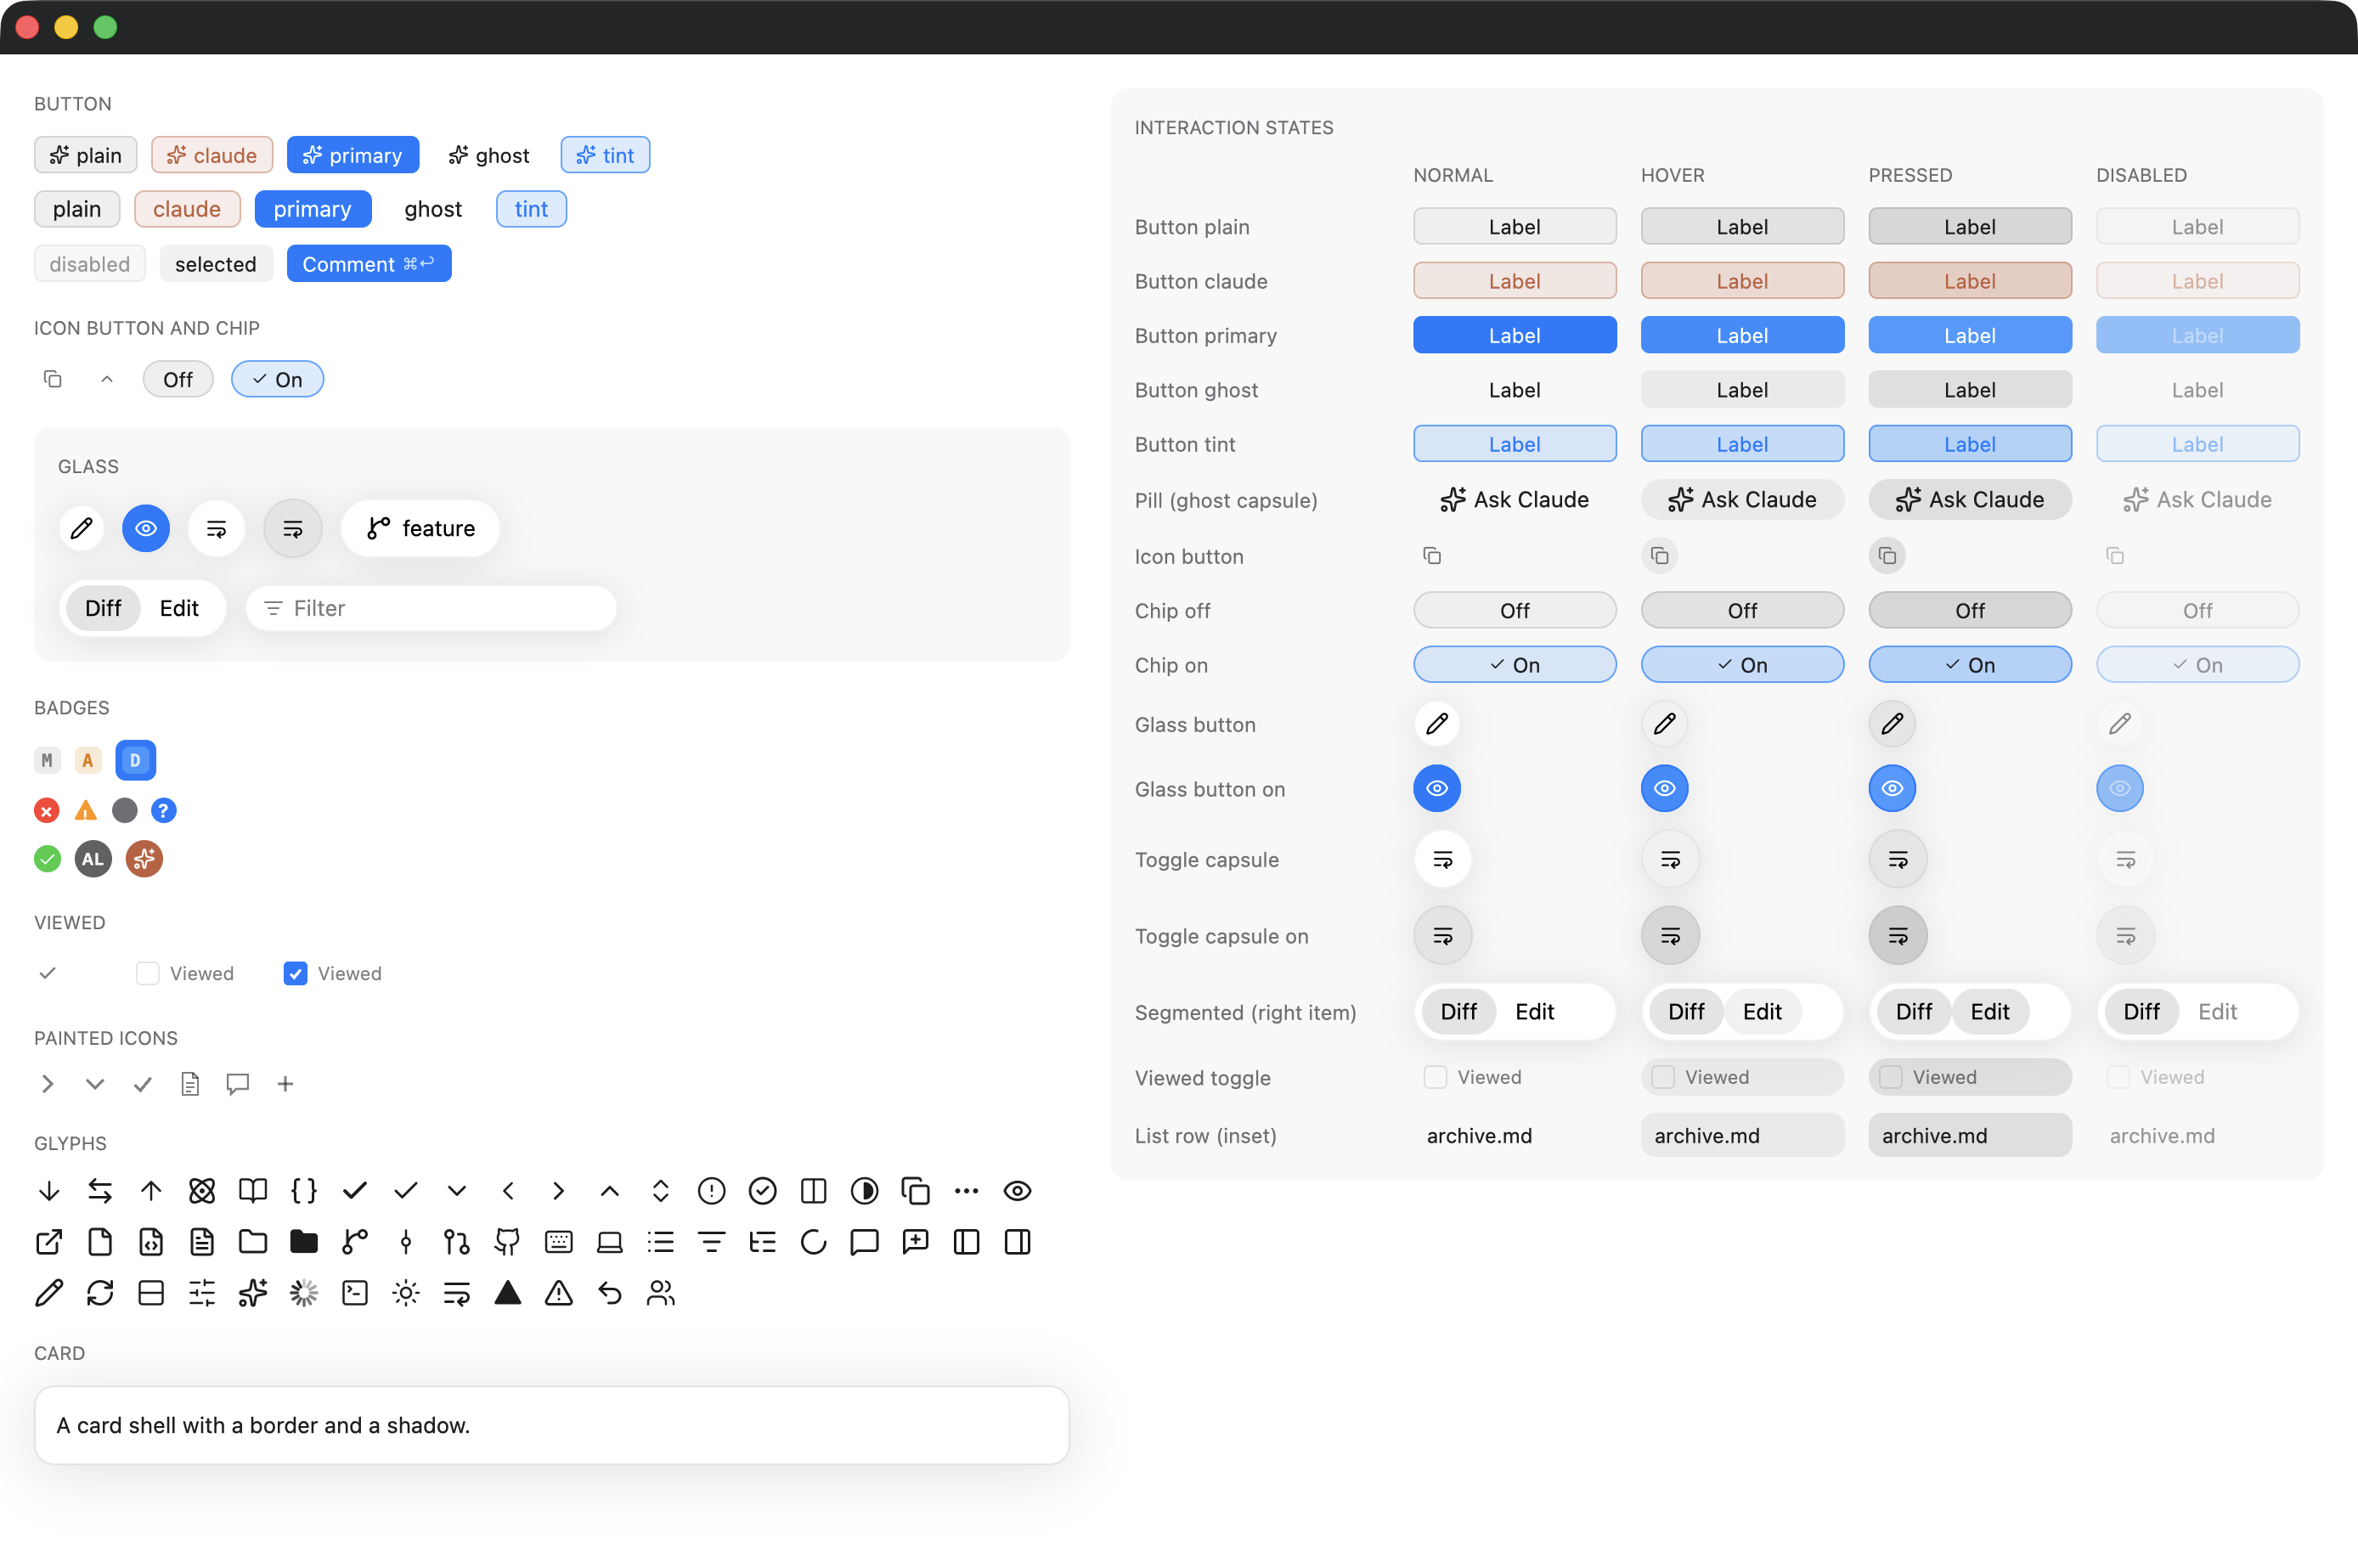 BUTTON
plain claude primary ghost tint
plain claude primary ghost tint
disabled selected Comment ⌘↩
ICON BUTTON AND CHIP
Off On
GLASS
feature
Diff Edit Filter
BADGES
M A D
?
AL
VIEWED
Viewed Viewed
PAINTED ICONS
GLYPHS
CARD
A card shell with a border and a shadow.
INTERACTION STATES
NORMAL HOVER PRESSED DISABLED
Button plain Label Label Label Label
Button claude Label Label Label Label
Button primary Label Label Label Label
Button ghost Label Label Label Label
Button tint Label Label Label Label
Pill (ghost capsule) Ask Claude Ask Claude Ask Claude Ask Claude
Icon button
Chip off Off Off Off Off
Chip on On On On On
Glass button
Glass button on
Toggle capsule
Toggle capsule on
Segmented (right item) Diff Edit Diff Edit Diff Edit Diff Edit
Viewed toggle Viewed Viewed Viewed Viewed
List row (inset) archive.md archive.md archive.md archive.md